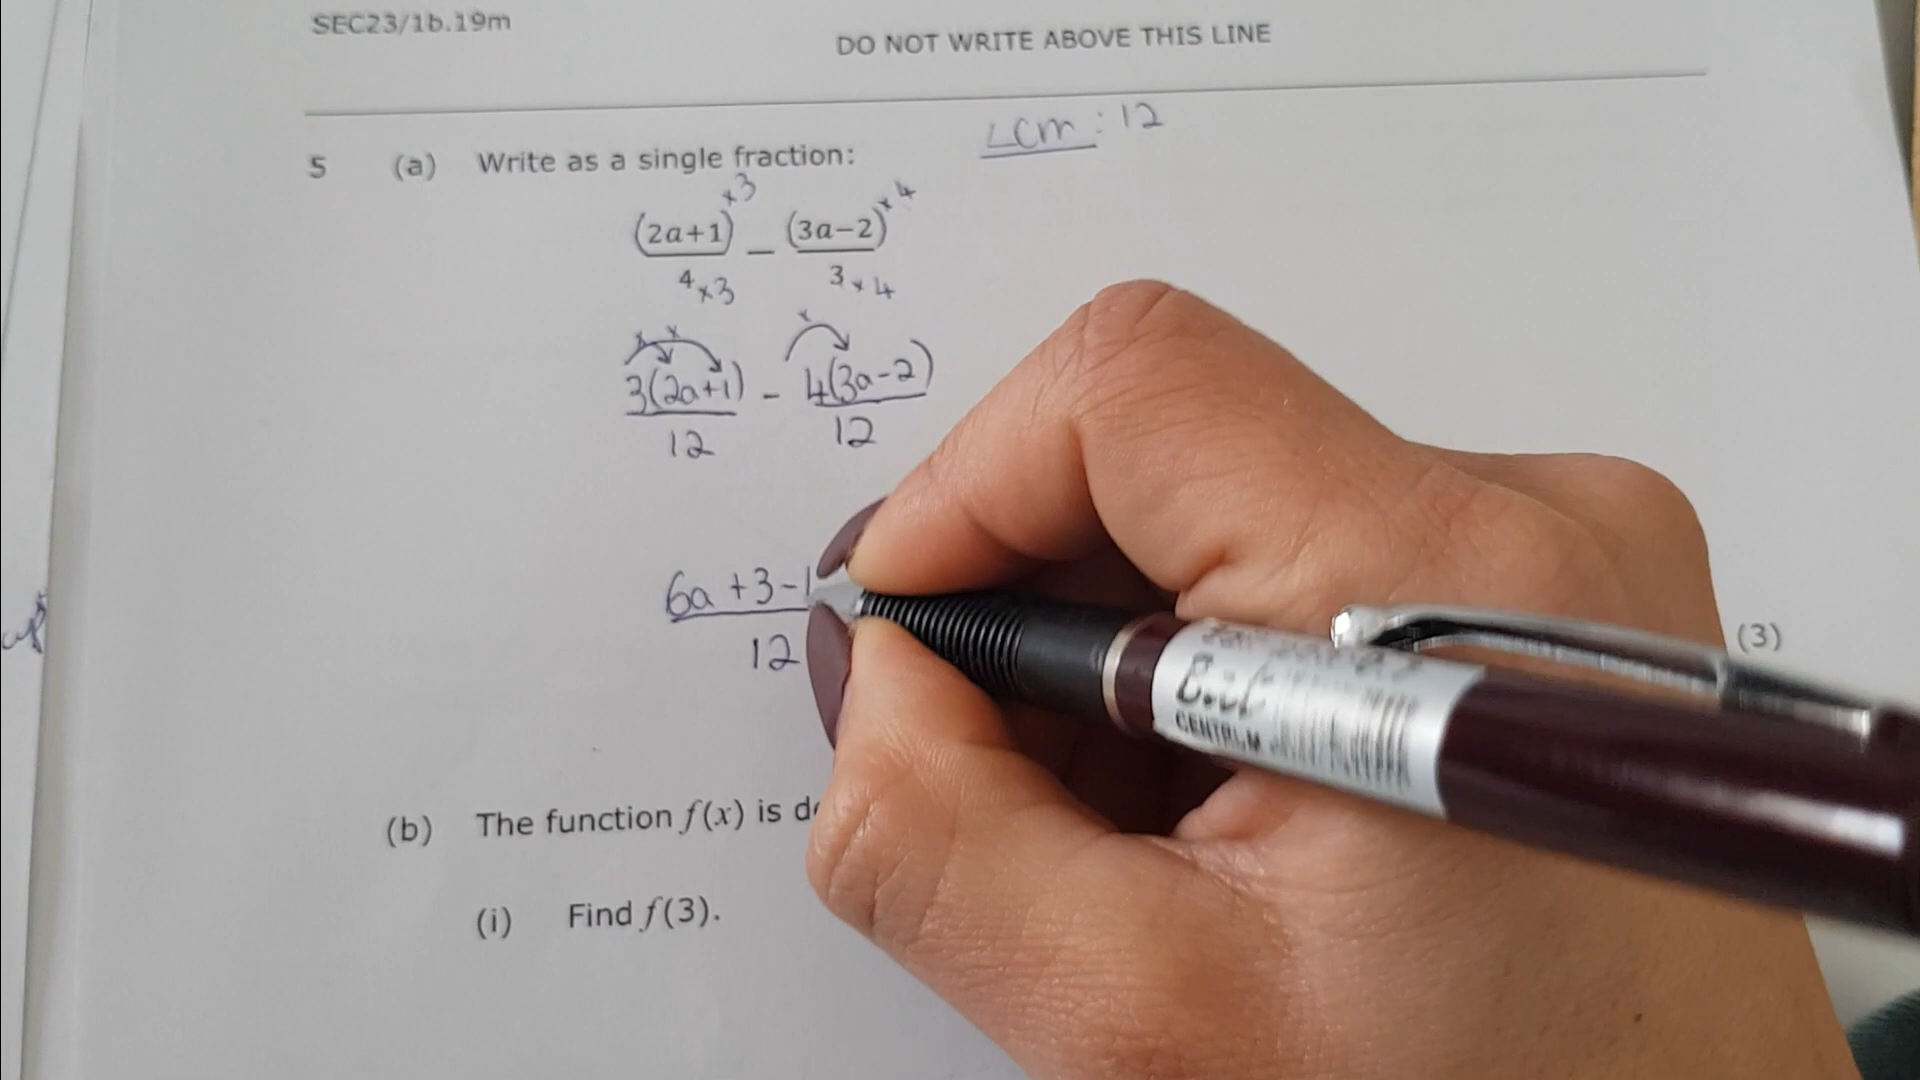 SEC23/1b.19m
DO NOT WRITE ABOVE THIS LINE
LCM : 12
5 (a) Write as a single fraction:
×3 ×4
(2a+1) − (3a−2)
4 ×3 3 ×4
× × ×
3(2a+1) - 4(3a-2)
12 12
6a + 3 - 1
12
(3)
(b) The function f(x) is d
(i) Find f(3).
CENTRUM